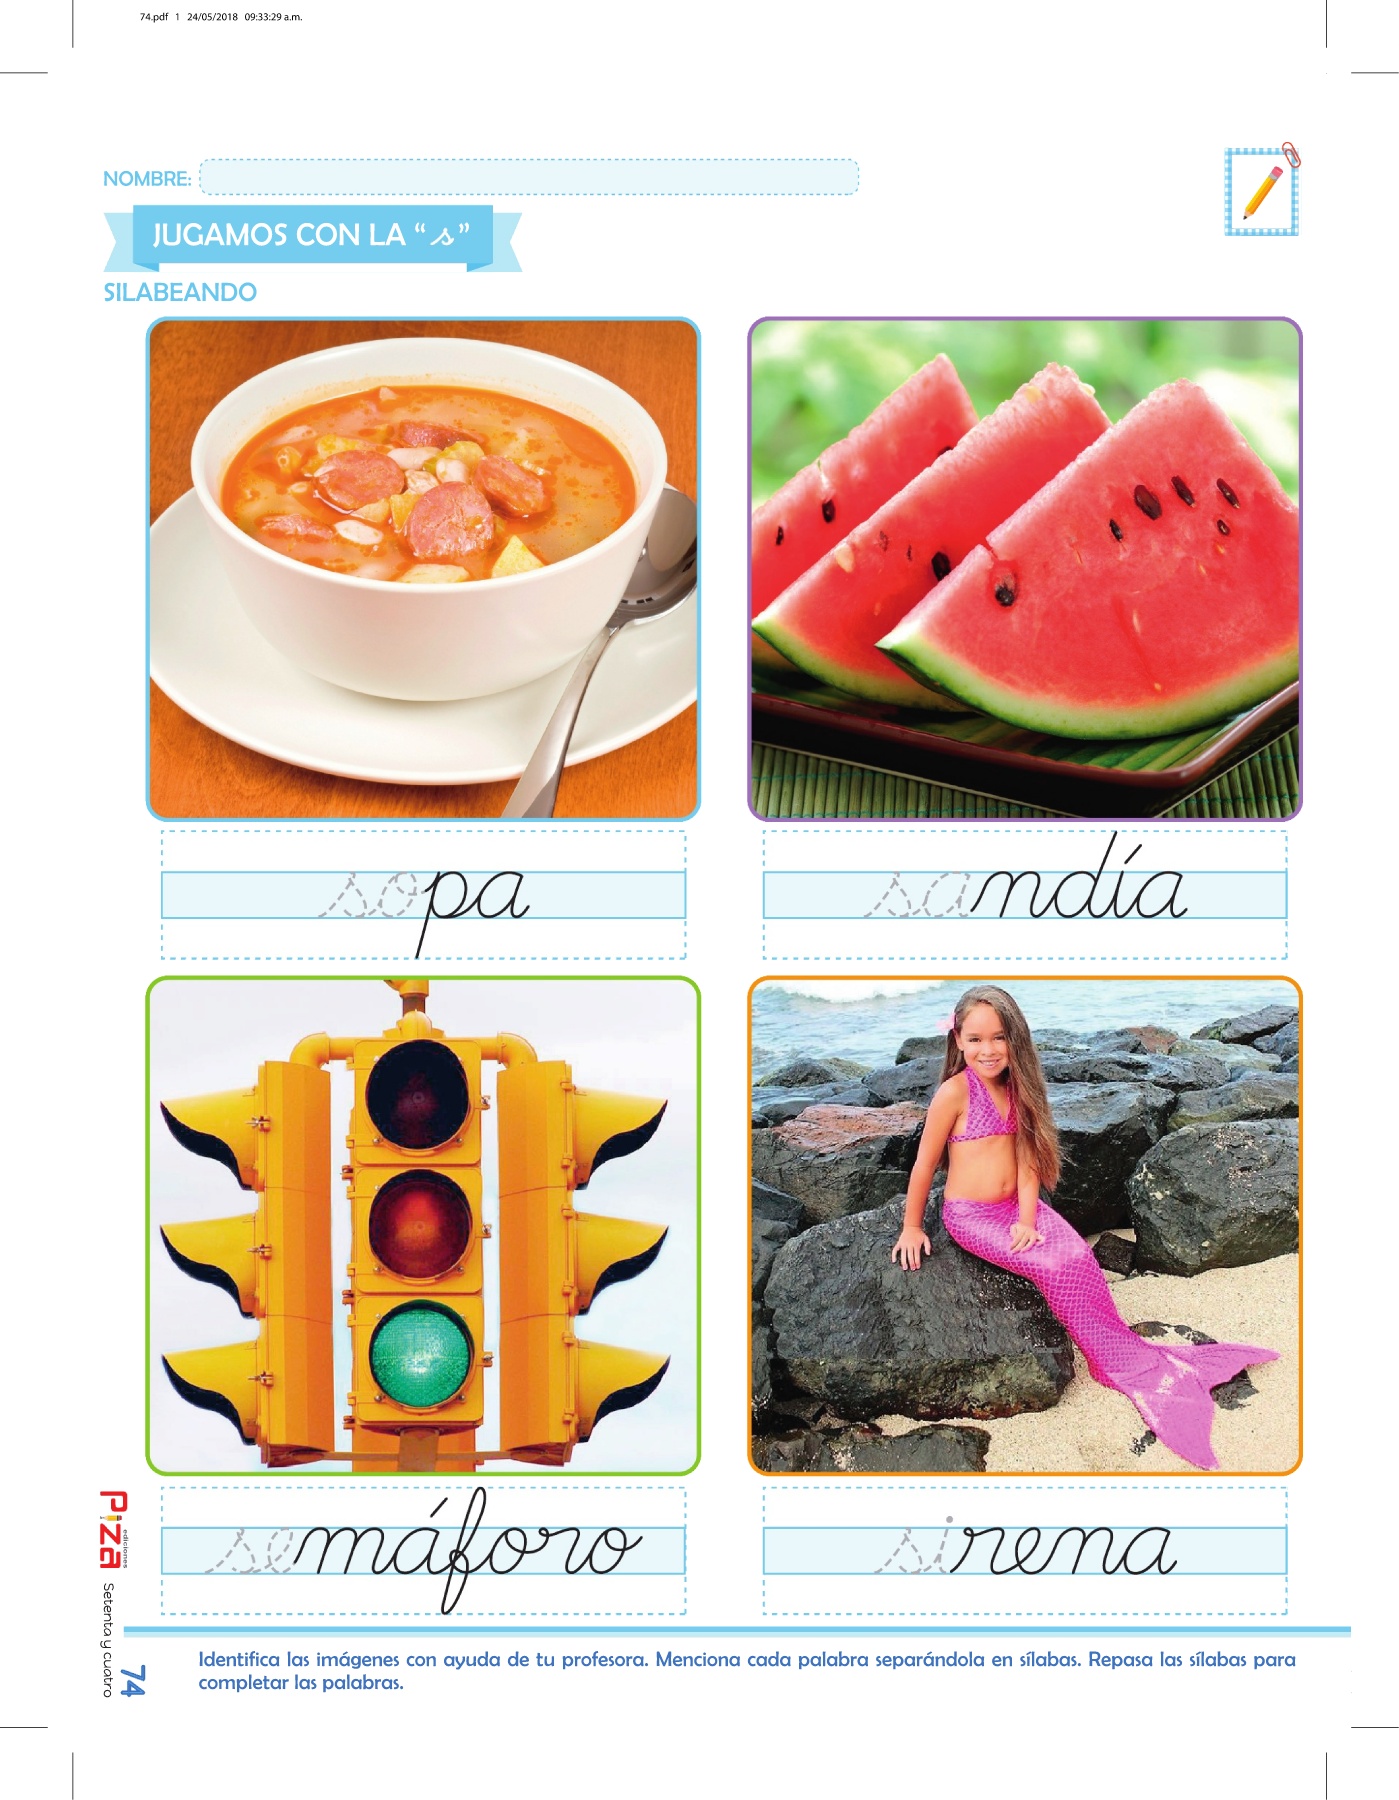 74.pdf 1 24/05/2018 09:33:29 a.m.
NOMBRE:
JUGAMOS CON LA “s”
SILABEANDO
sopa
sandía
semáforo
sirena
Piza ediciones
Setenta y cuatro
74
Identifica las imágenes con ayuda de tu profesora. Menciona cada palabra separándola en sílabas. Repasa las sílabas para
completar las palabras.